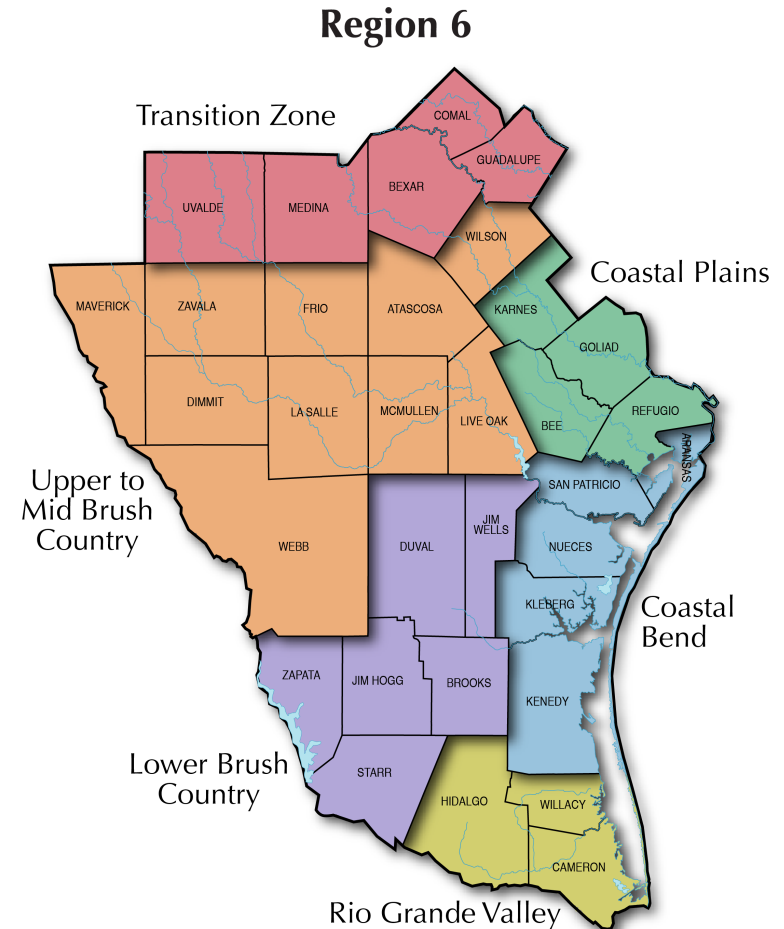 Region 6
Transition Zone
COMAL
GUADALUPE
BEXAR
UVALDE
MEDINA
WILSON
Coastal Plains
MAVERICK
ZAVALA
FRIO
ATASCOSA
KARNES
GOLIAD
DIMMIT
LA SALLE
MCMULLEN
LIVE OAK
BEE
REFUGIO
ARANSAS
Upper to
Mid Brush
Country
SAN PATRICIO
WEBB
DUVAL
JIM
WELLS
NUECES
KLEBERG
Coastal
Bend
ZAPATA
JIM HOGG
BROOKS
KENEDY
Lower Brush
Country
STARR
HIDALGO
WILLACY
CAMERON
Rio Grande Valley